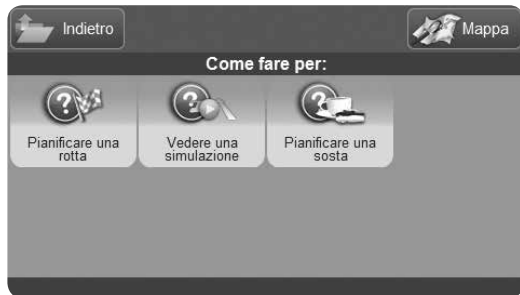 Indietro
Mappa
Come fare per:
Pianificare una
rotta
Vedere una
simulazione
Pianificare una
sosta